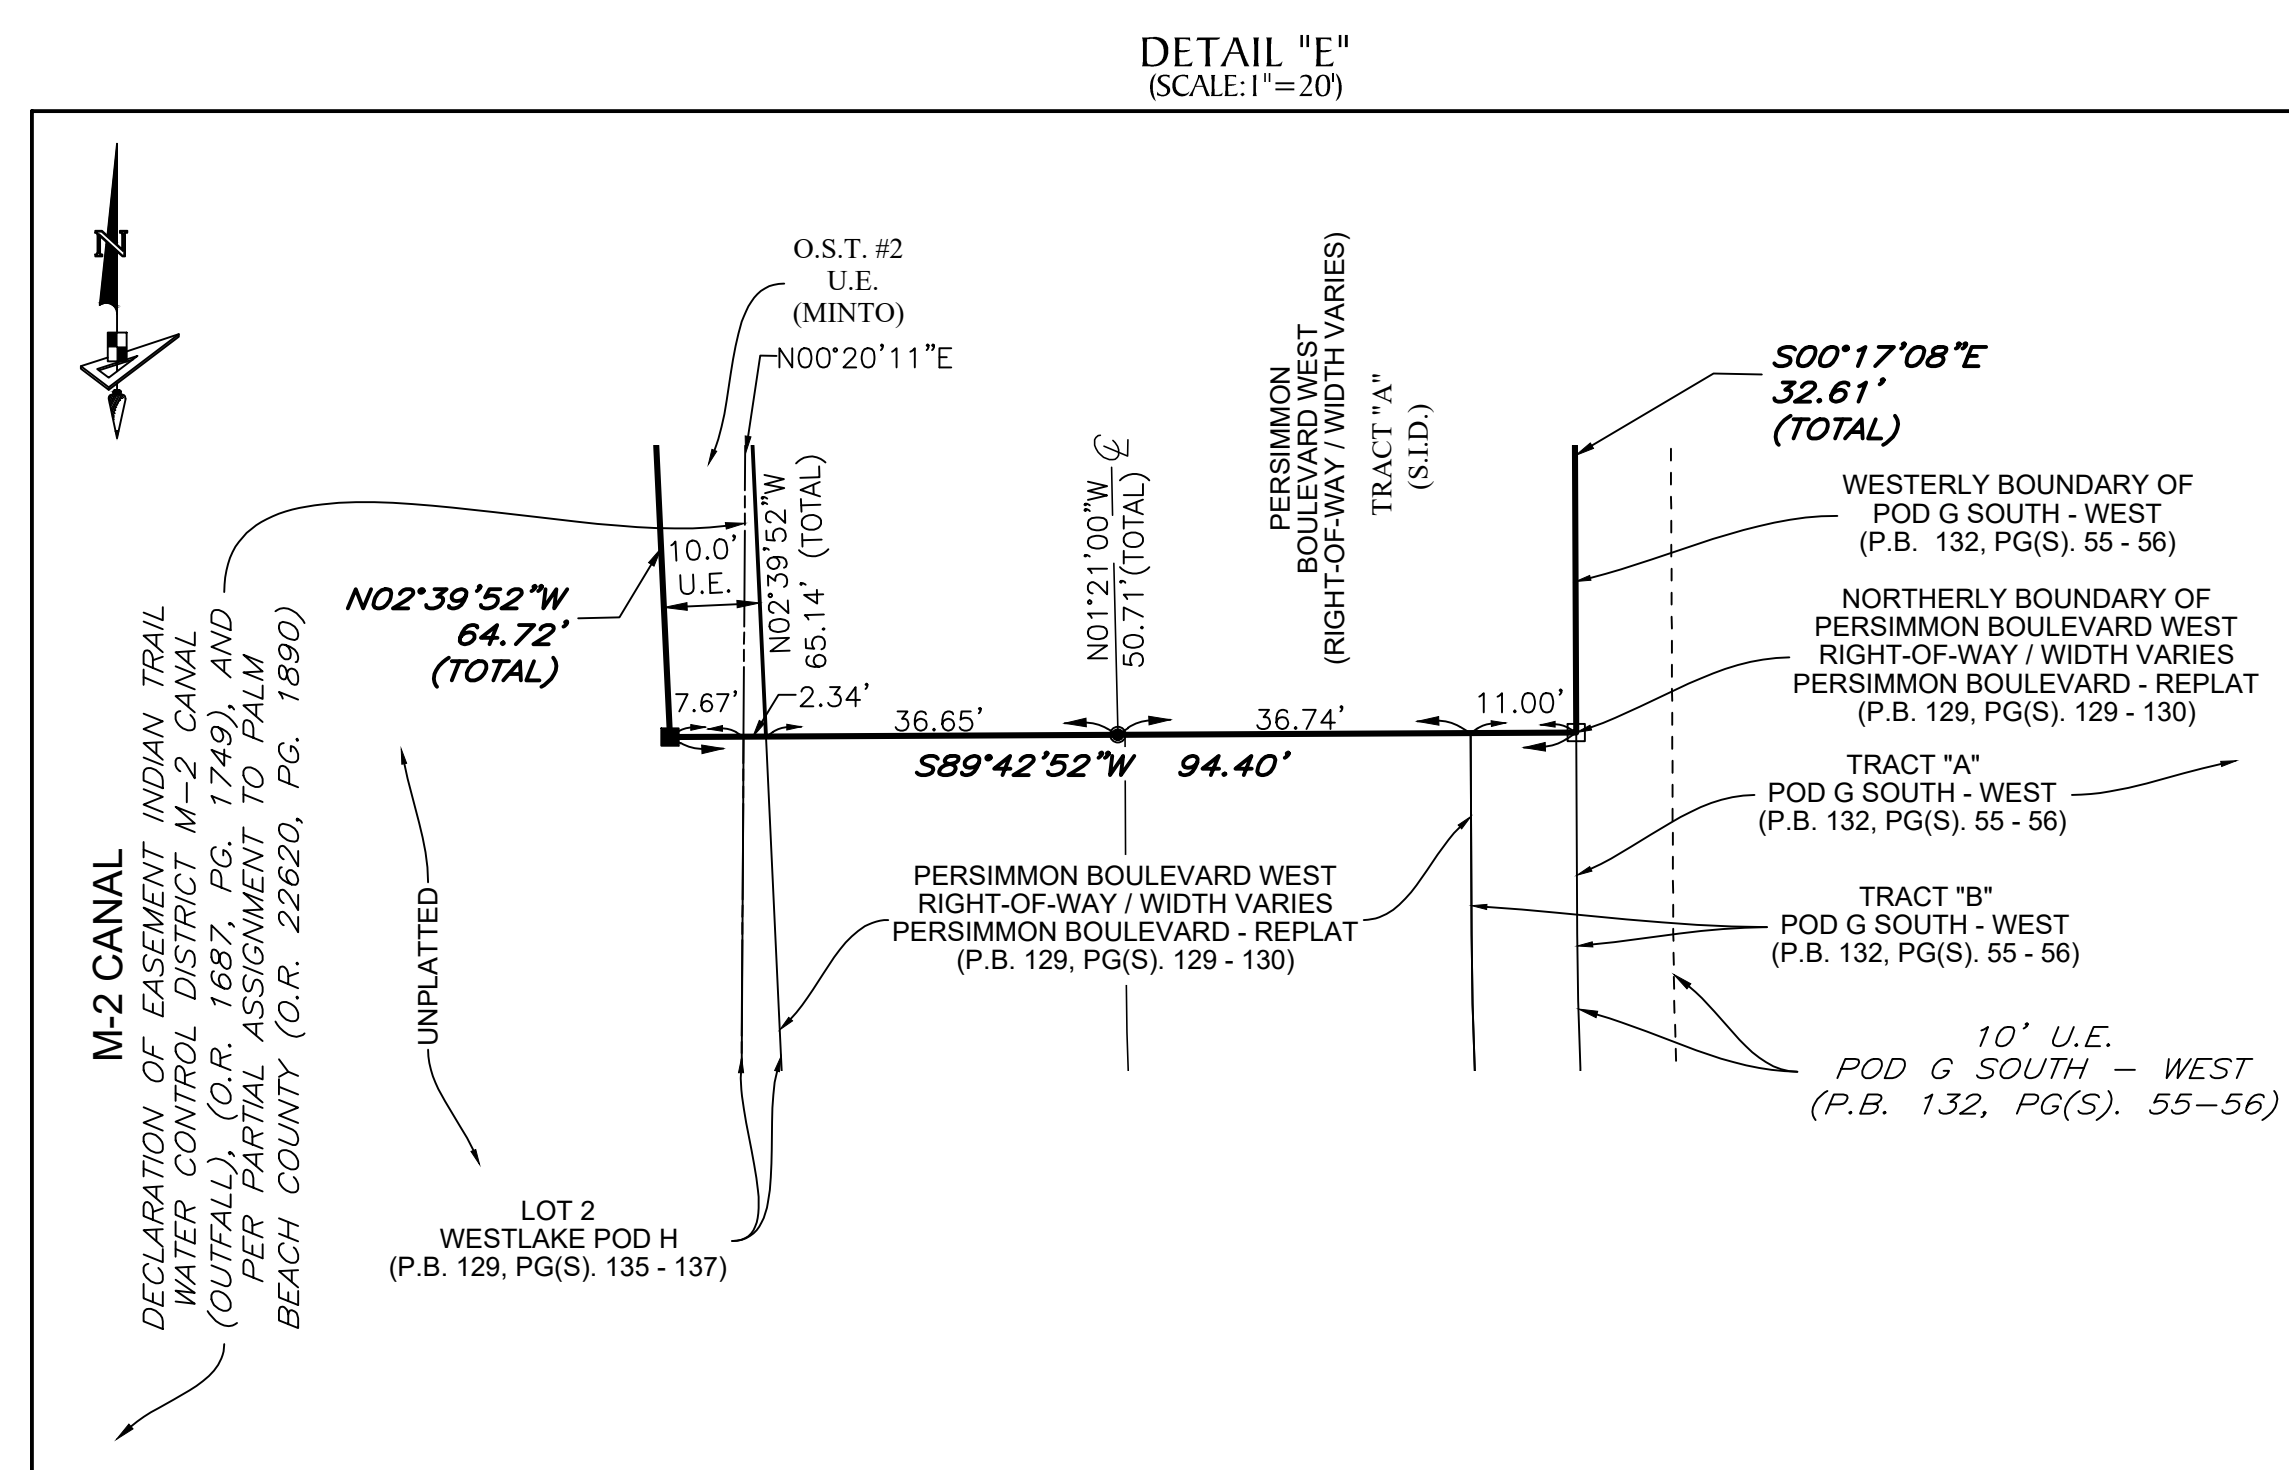 DETAIL "E"
(SCALE: 1"=20')
N
O.S.T. #2
U.E.
(MINTO)
N00°20'11"E
PERSIMMON
BOULEVARD WEST
(RIGHT-OF-WAY / WIDTH VARIES)
TRACT "A"
(S.I.D.)
S00°17'08"E
32.61'
(TOTAL)
WESTERLY BOUNDARY OF
POD G SOUTH - WEST
(P.B. 132, PG(S). 55 - 56)
10.0'
U.E.
N02°39'52"W
65.14' (TOTAL)
N01°21'00"W
50.71' (TOTAL)
N02°39'52"W
64.72'
(TOTAL)
NORTHERLY BOUNDARY OF
PERSIMMON BOULEVARD WEST
RIGHT-OF-WAY / WIDTH VARIES
PERSIMMON BOULEVARD - REPLAT
(P.B. 129, PG(S). 129 - 130)
7.67'
2.34'
36.65'
36.74'
11.00'
S89°42'52"W 94.40'
TRACT "A"
POD G SOUTH - WEST
(P.B. 132, PG(S). 55 - 56)
M-2 CANAL
DECLARATION OF EASEMENT INDIAN TRAIL
WATER CONTROL DISTRICT M-2 CANAL
(OUTFALL), (O.R. 1687, PG. 1749), AND
PER PARTIAL ASSIGNMENT TO PALM
BEACH COUNTY (O.R. 22620, PG. 1890)
UNPLATTED
PERSIMMON BOULEVARD WEST
RIGHT-OF-WAY / WIDTH VARIES
PERSIMMON BOULEVARD - REPLAT
(P.B. 129, PG(S). 129 - 130)
TRACT "B"
POD G SOUTH - WEST
(P.B. 132, PG(S). 55 - 56)
10' U.E.
POD G SOUTH - WEST
(P.B. 132, PG(S). 55-56)
LOT 2
WESTLAKE POD H
(P.B. 129, PG(S). 135 - 137)